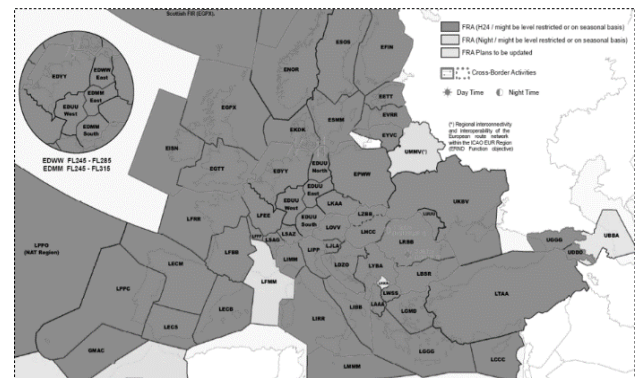 Scottish FIR (EGPX).
FRA (H24 / might be level restricted or on seasonal basis)
FRA (Night / might be level restricted or on seasonal basis)
FRA Plans to be updated
Cross-Border Activities
Day Time
Night Time
(*) Regional interconnectivity
and interoperability of the
European route network
within the ICAO EUR Region
(EFIND Function objective)
EDYY
EDWW
East
EDMM
East
EDUU
West
EDMM
South
EDWW FL245 - FL285
EDMM FL245 - FL315
ENOR
ESOS
EFIN
EGPX
EETT
EVRR
EKDK
ESMM
EYVC
UMMV(*)
EISN
EGTT
EDYY
EDUU
North
EPWW
EDUU
East
EDUU
West
LKAA
UKBV
LFRR
LFEE
EDUU
South
LZBB
LOVV
LHCC
UBBA
LPPO
(NAT Region)
LSAG
LSAZ
LJLA
LRBB
UGGG
LFBB
LIMM
LIPP
UDDD
LECM
LDZO
LYBA
LBSR
LPPC
LFMM
LWSS
LTAA
LIBB
LAAA
LGMD
LECB
LIRR
LECS
GMAC
LGGG
LMMM
LCCC